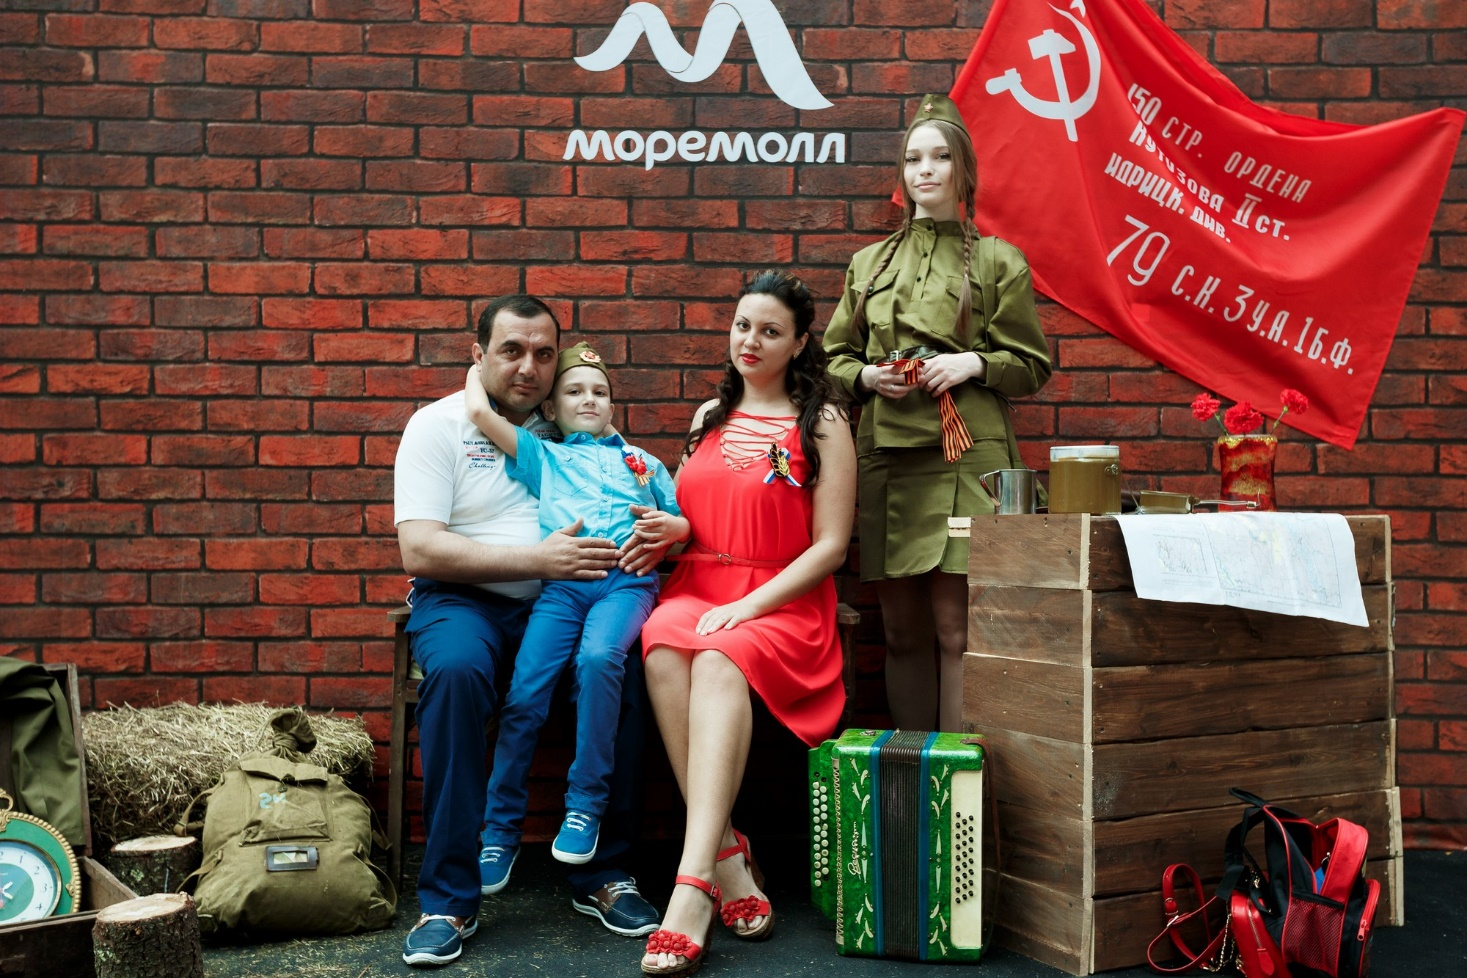 моремолл
150 СТР. ОРДЕНА
КУТУЗОВА II СТ.
ИДРИЦК. ДИВ.
79 С.К. 3 У.А. 1 Б.Ф.